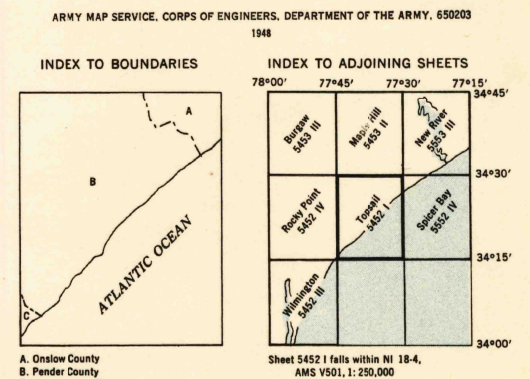 ARMY MAP SERVICE, CORPS OF ENGINEERS, DEPARTMENT OF THE ARMY, 650203
1948
INDEX TO BOUNDARIES
A
B
C
ATLANTIC OCEAN
A. Onslow County
B. Pender County
INDEX TO ADJOINING SHEETS
78°00' 77°45' 77°30' 77°15'
34°45'
Burgaw
5453 III
Maple Hill
5453 II
New River
5553 III
34°30'
Rocky Point
5452 IV
Topsail
5452 I
Spicer Bay
5552 IV
34°15'
Wilmington
5452 III
34°00'
Sheet 5452 I falls within NI 18-4,
AMS V501, 1: 250,000